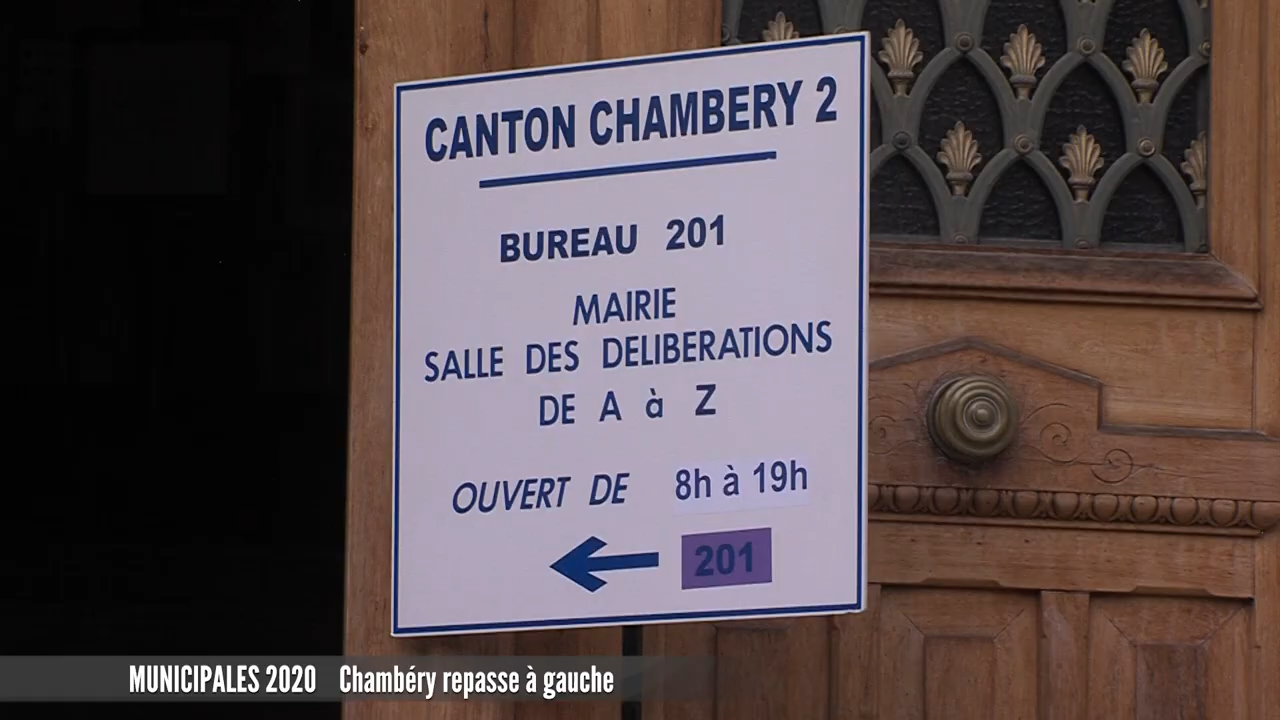 CANTON CHAMBERY 2
BUREAU 201
MAIRIE
SALLE DES DELIBERATIONS
DE A à Z
OUVERT DE 8h à 19h
201
MUNICIPALES 2020 Chambéry repasse à gauche